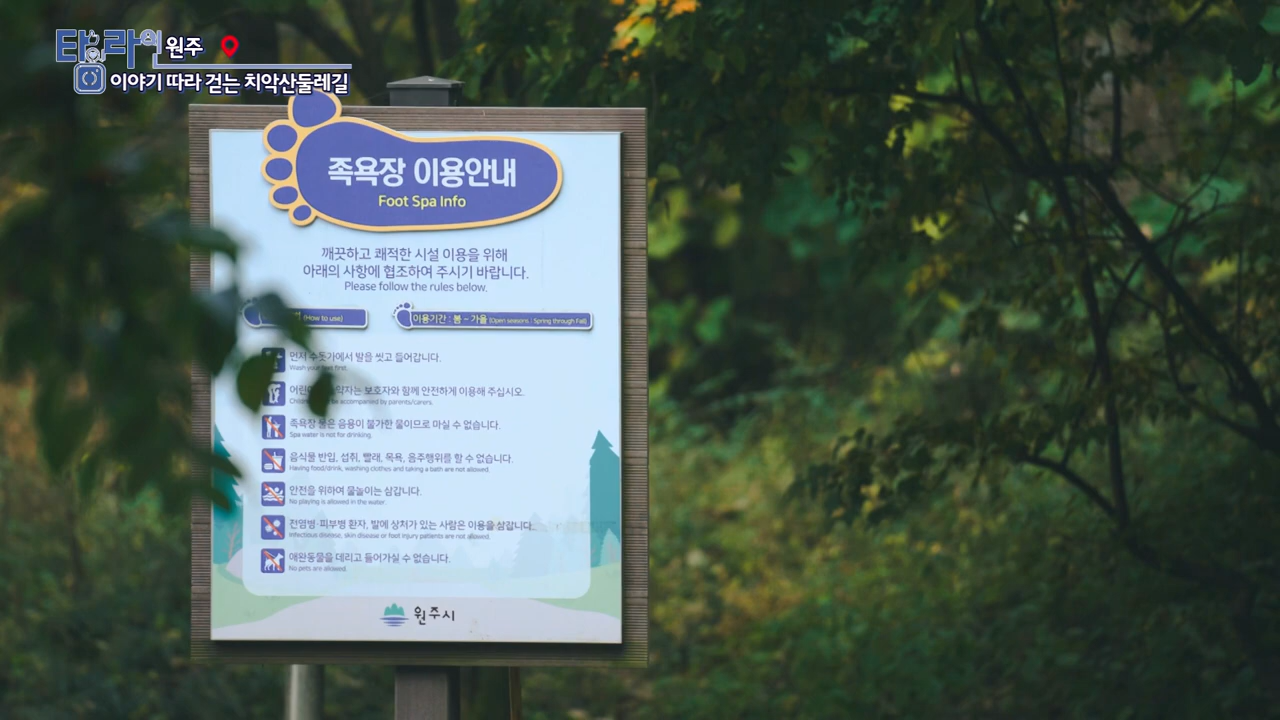 타 라의 원주
이야기 따라 걷는 치악산둘레길
족욕장 이용안내
Foot Spa Info
깨끗하고 쾌적한 시설 이용을 위해
아래의 사항에 협조하여 주시기 바랍니다.
Please follow the rules below.
(How to use)
이용기간 : 봄 ~ 가을 (Open seasons : Spring through Fall)
먼저 수돗가에서 발을 씻고 들어갑니다.
Wash your feet first.
보호자와 함께 안전하게 이용해 주십시오.
be accompanied by parents/carers.
족욕장 물은 음용이 불가한 물이므로 마실 수 없습니다.
Spa water is not for drinking.
음식물 반입, 섭취, 빨래, 목욕, 음주행위를 할 수 없습니다.
Having food/drink, washing clothes and taking a bath are not allowed.
안전을 위하여 물놀이는 삼갑니다.
No playing is allowed in the water.
전염병·피부병 환자, 발에 상처가 있는 사람은 이용을 삼갑니다.
Infectious disease, skin disease or foot injury patients are not allowed.
애완동물을 데리고 들어가실 수 없습니다.
No pets are allowed.
원주시